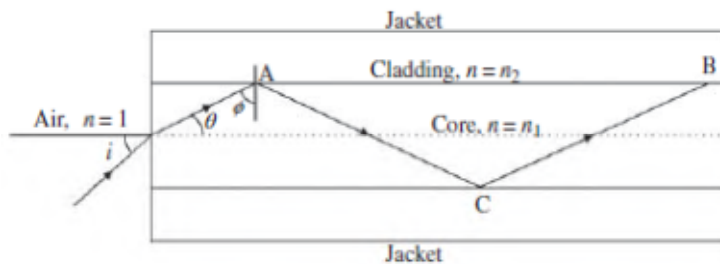 Jacket
A
Cladding, n = n₂
B
Air, n = 1
θ
ø
Core, n = n₁
i
C
Jacket